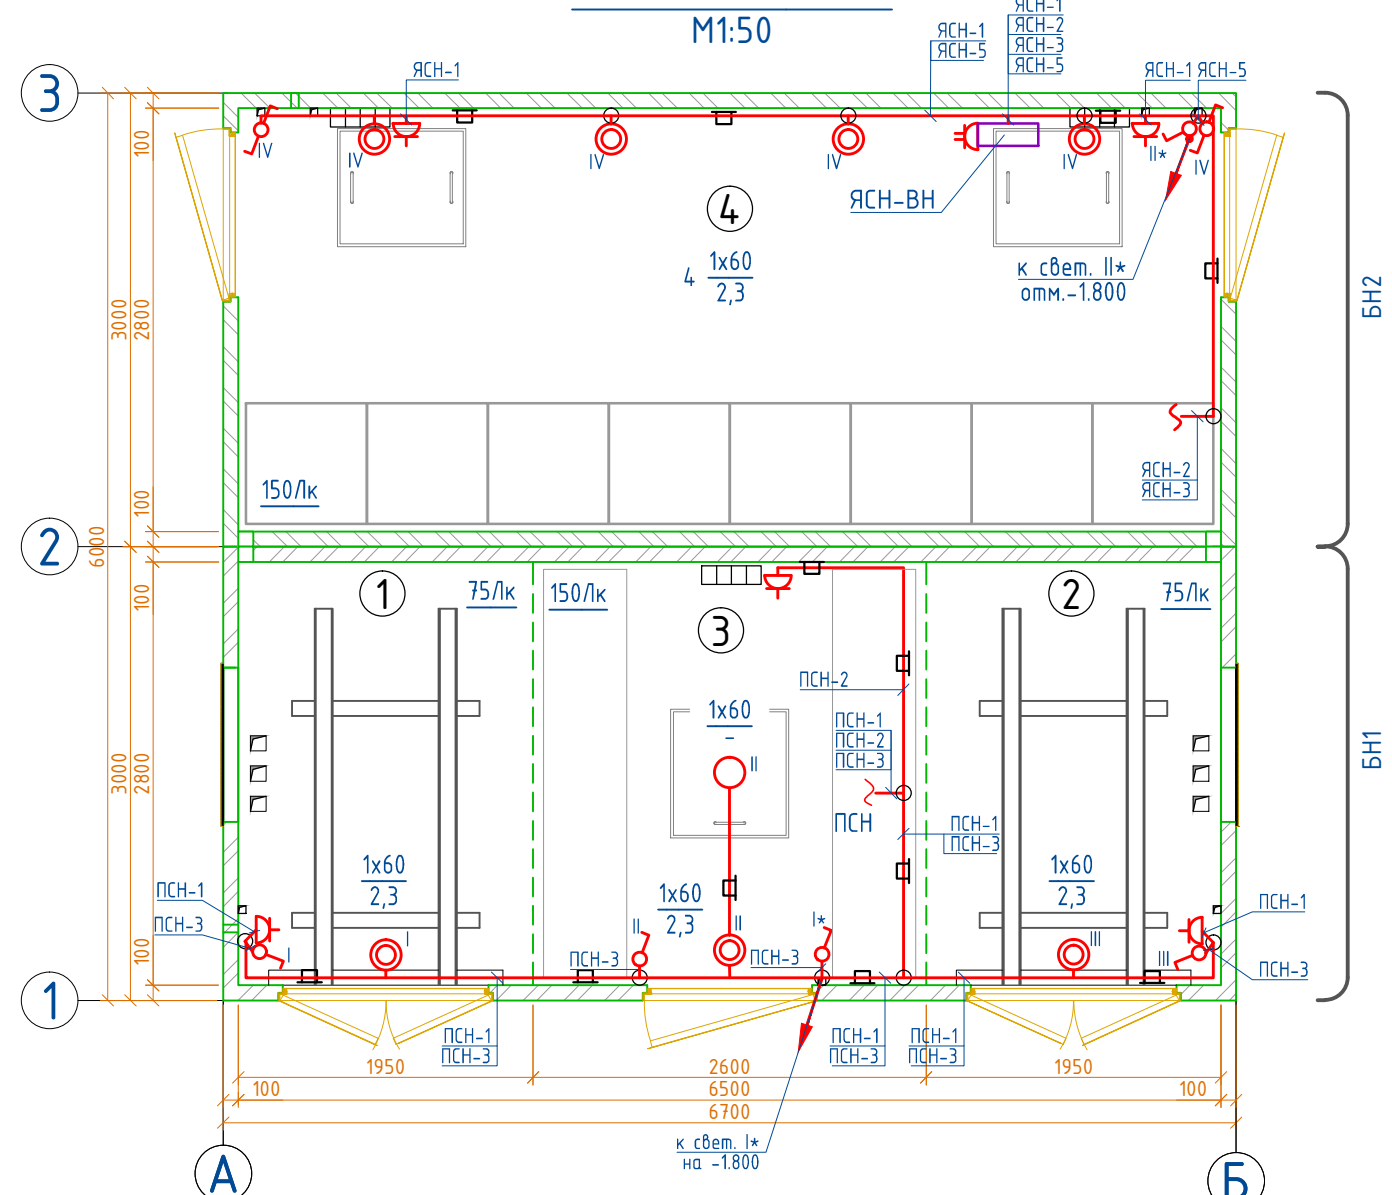 М1:50
ЯСН-1
ЯСН-2
ЯСН-3
ЯСН-5
ЯСН-1
ЯСН-5
ЯСН-1
ЯСН-1 ЯСН-5
3
IV
IV
IV
IV
IV
II*
IV
100
ЯСН-ВН
4
4 1х60
2,3
к свет. II*
отм.-1.800
БН2
3000
2800
150Лк
ЯСН-2
ЯСН-3
100
2
6000
100
1
75Лк
150Лк
3
2
75Лк
ПСН-2
1х60
-
II
ПСН-1
ПСН-2
ПСН-3
ПСН
ПСН-1
ПСН-3
БН1
3000
2800
1х60
2,3
1х60
2,3
1х60
2,3
ПСН-1
ПСН-3
I
I
II
II
I*
III
III
ПСН-1
ПСН-3
ПСН-3
ПСН-3
100
1
ПСН-1
ПСН-3
ПСН-1
ПСН-3
ПСН-1
ПСН-3
1950
2600
1950
100
6500
100
6700
к свет. I*
на -1.800
А
Б